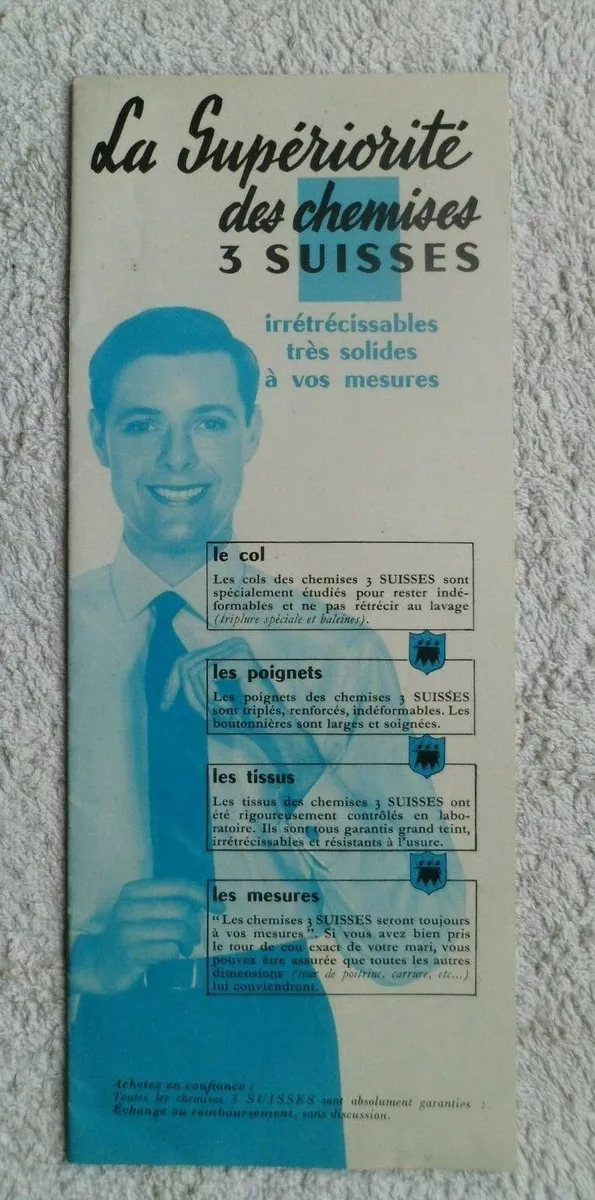 La Supériorité
des chemises
3 SUISSES
irrétrécissables
très solides
à vos mesures
le col
Les cols des chemises 3 SUISSES sont
spécialement étudiés pour rester indé-
formables et ne pas rétrécir au lavage
(triplure spéciale et baleines).
les poignets
Les poignets des chemises 3 SUISSES
sont triplés, renforcés, indéformables. Les
boutonnières sont larges et soignées.
les tissus
Les tissus des chemises 3 SUISSES ont
été rigoureusement contrôlés en labo-
ratoire. Ils sont tous garantis grand teint,
irrétrécissables et résistants à l'usure.
les mesures
“ Les chemises 3 SUISSES seront toujours
à vos mesures ”. Si vous avez bien pris
le tour de cou exact de votre mari, vous
pouvez être assurée que toutes les autres
dimensions (tour de poitrine, carrure, etc...)
lui conviendront.
Achetez en confiance :
Toutes les chemises 3 SUISSES sont absolument garanties :
Échange ou remboursement, sans discussion.